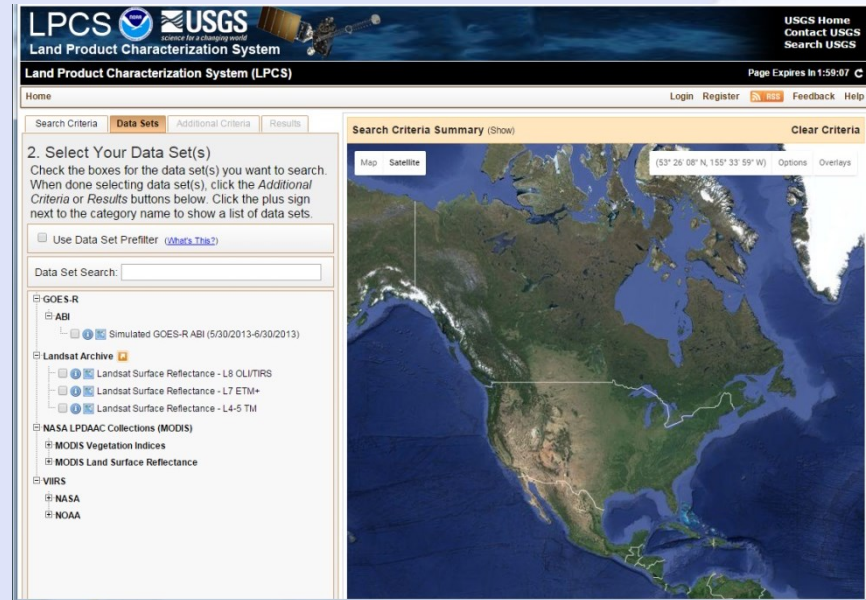 LPCS NOAA USGS
science for a changing world
Land Product Characterization System
USGS Home
Contact USGS
Search USGS
Land Product Characterization System (LPCS)
Page Expires In 1:59:07
Home
Login Register RSS Feedback Help
Search Criteria Data Sets Additional Criteria Results
2. Select Your Data Set(s)
Check the boxes for the data set(s) you want to search.
When done selecting data set(s), click the Additional
Criteria or Results buttons below. Click the plus sign
next to the category name to show a list of data sets.
Use Data Set Prefilter (What's This?)
Data Set Search:
GOES-R
ABI
Simulated GOES-R ABI (5/30/2013-6/30/2013)
Landsat Archive
Landsat Surface Reflectance - L8 OLI/TIRS
Landsat Surface Reflectance - L7 ETM+
Landsat Surface Reflectance - L4-5 TM
NASA LPDAAC Collections (MODIS)
MODIS Vegetation Indices
MODIS Land Surface Reflectance
VIIRS
NASA
NOAA
Search Criteria Summary (Show)
Clear Criteria
Map Satellite
(53° 26' 08" N, 155° 33' 59" W) Options Overlays